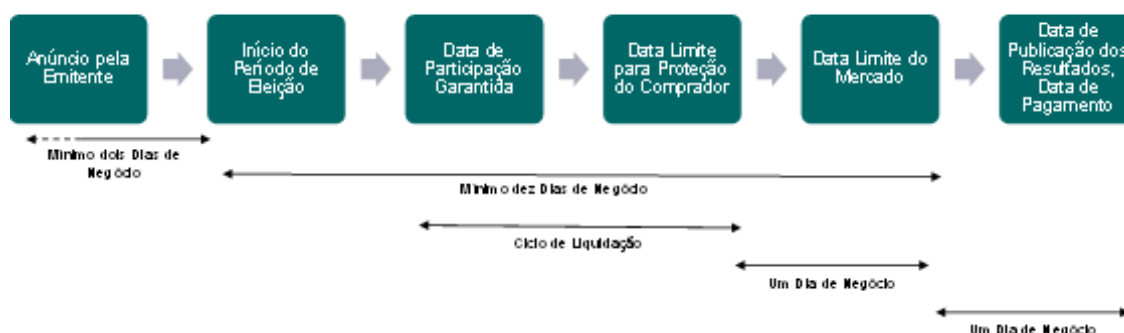 Anúncio pela
Emitente
Início do
Período de
Eleição
Data de
Participação
Garantida
Data Limite
para Proteção
do Comprador
Data Limite do
Mercado
Data de
Publicação dos
Resultados,
Data de
Pagamento
Mínimo dois Dias de
Negócio
Mínimo dez Dias de Negócio
Ciclo de Liquidação
Um Dia de Negócio
Um Dia de Negócio